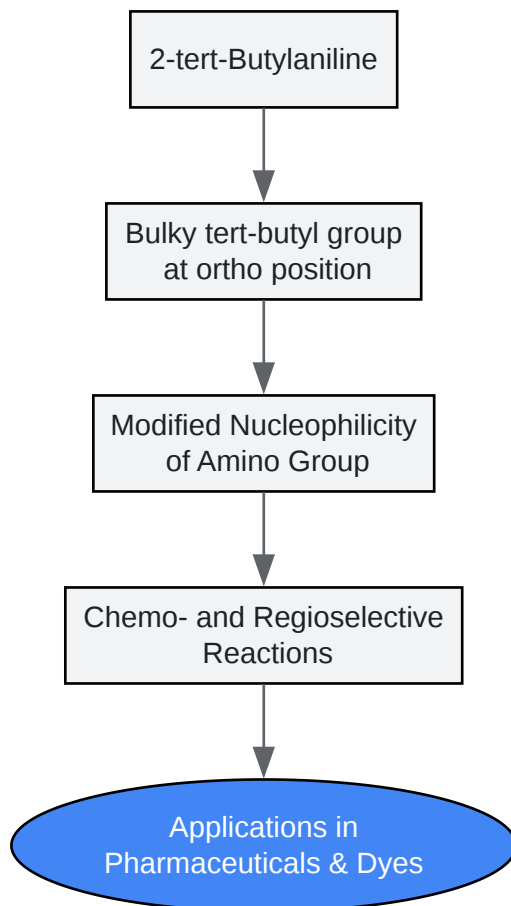 2-tert-Butylaniline
Bulky tert-butyl group
at ortho position
Modified Nucleophilicity
of Amino Group
Chemo- and Regioselective
Reactions
Applications in
Pharmaceuticals & Dyes